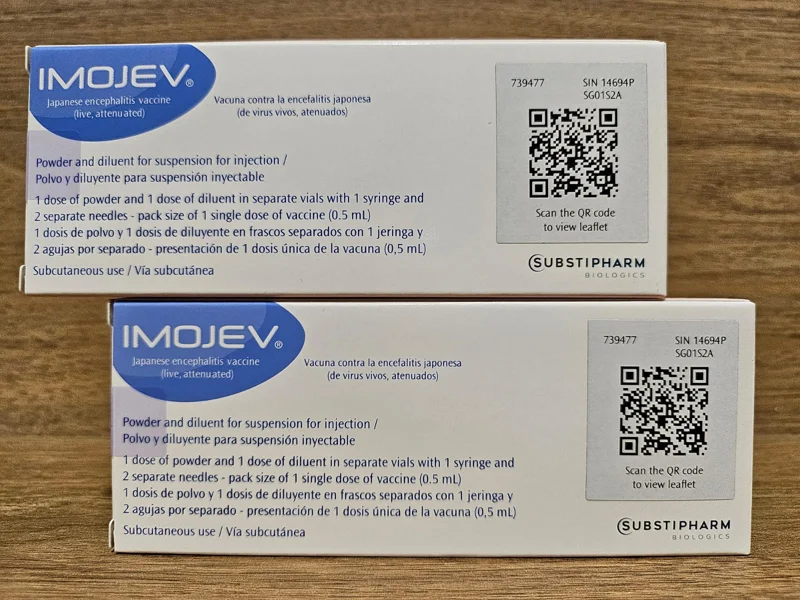 IMOJEV®
Japanese encephalitis vaccine
(live, attenuated)
Vacuna contra la encefalitis japonesa
(de virus vivos, atenuados)
Powder and diluent for suspension for injection /
Polvo y diluyente para suspensión inyectable
1 dose of powder and 1 dose of diluent in separate vials with 1 syringe and
2 separate needles - pack size of 1 single dose of vaccine (0.5 mL)
1 dosis de polvo y 1 dosis de diluyente en frascos separados con 1 jeringa y
2 agujas por separado - presentación de 1 dosis única de la vacuna (0,5 mL)
Subcutaneous use / Vía subcutánea
739477 SIN 14694P
SG01S2A
Scan the QR code
to view leaflet
SUBSTIPHARM
BIOLOGICS
IMOJEV®
Japanese encephalitis vaccine
(live, attenuated)
Vacuna contra la encefalitis japonesa
(de virus vivos, atenuados)
Powder and diluent for suspension for injection /
Polvo y diluyente para suspensión inyectable
1 dose of powder and 1 dose of diluent in separate vials with 1 syringe and
2 separate needles - pack size of 1 single dose of vaccine (0.5 mL)
1 dosis de polvo y 1 dosis de diluyente en frascos separados con 1 jeringa y
2 agujas por separado - presentación de 1 dosis única de la vacuna (0,5 mL)
Subcutaneous use / Vía subcutánea
739477 SIN 14694P
SG01S2A
Scan the QR code
to view leaflet
SUBSTIPHARM
BIOLOGICS